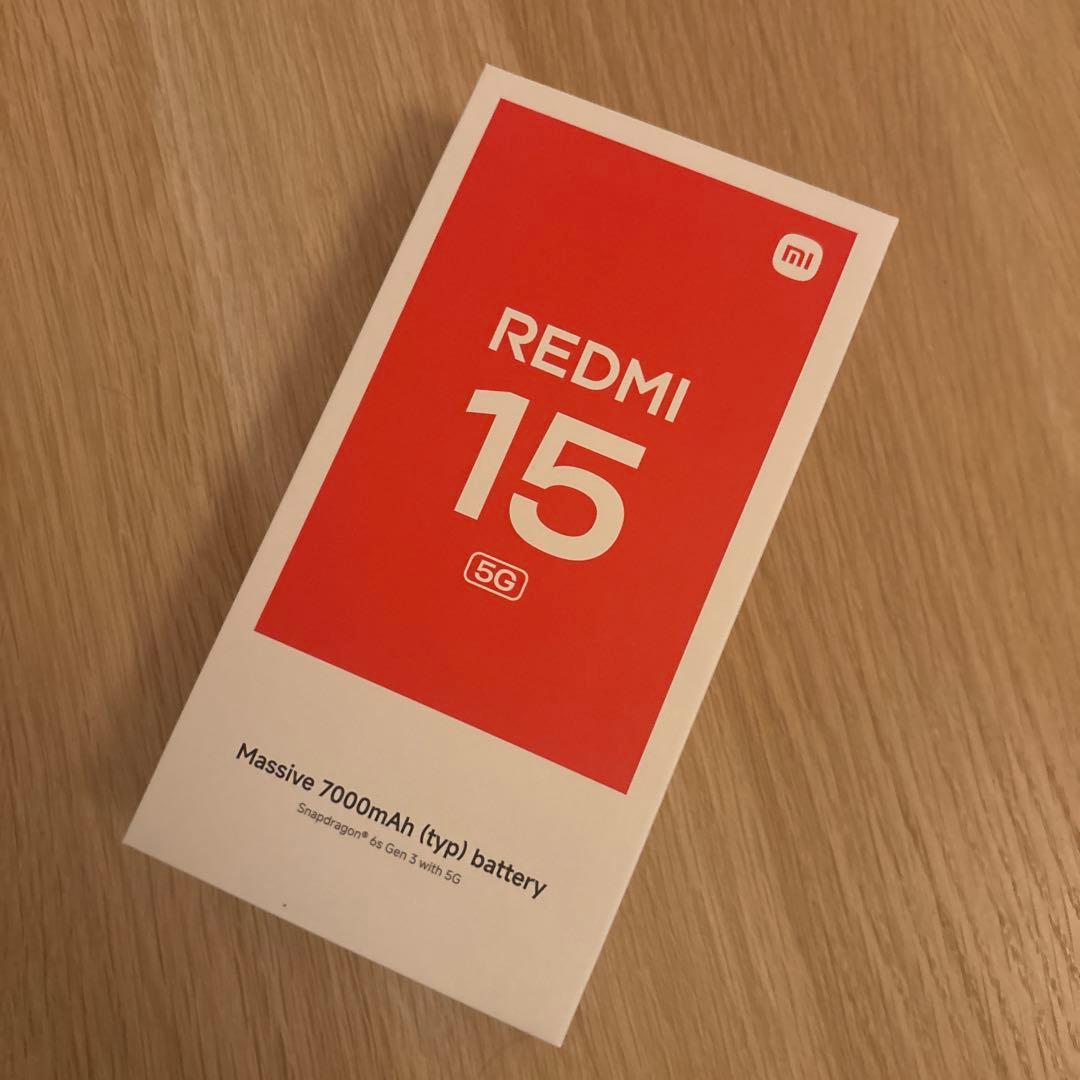 mi
REDMI
15
5G
Massive 7000mAh (typ) battery
Snapdragon® 6s Gen 3 with 5G